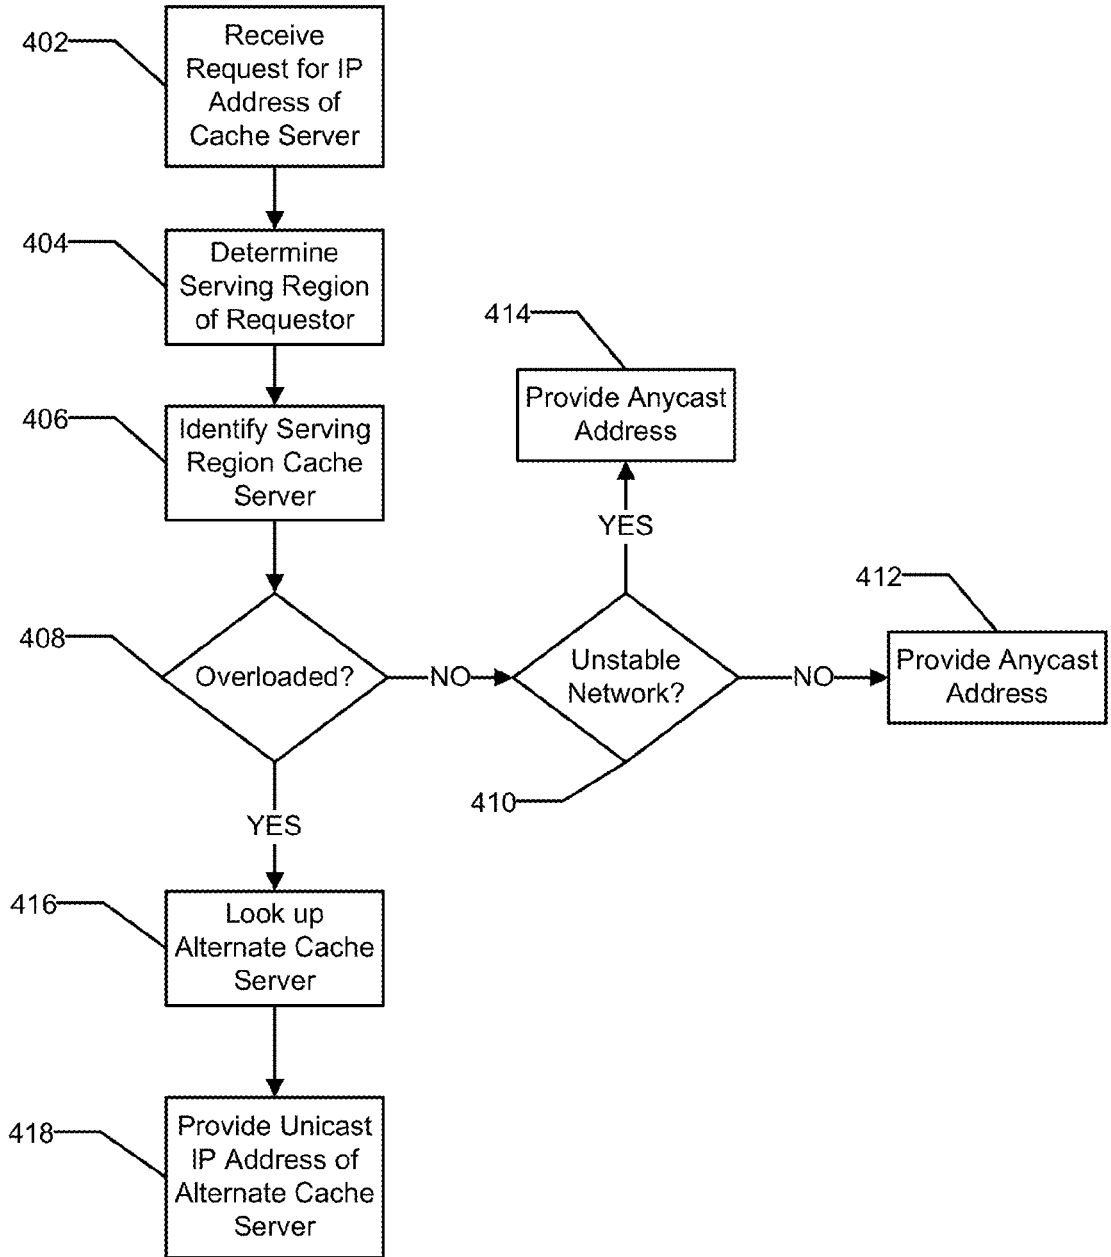 402
Receive
Request for IP
Address of
Cache Server
404
Determine
Serving Region
of Requestor
406
Identify Serving
Region Cache
Server
408
Overloaded?
NO
YES
410
Unstable
Network?
YES
NO
414
Provide Anycast
Address
412
Provide Anycast
Address
416
Look up
Alternate Cache
Server
418
Provide Unicast
IP Address of
Alternate Cache
Server